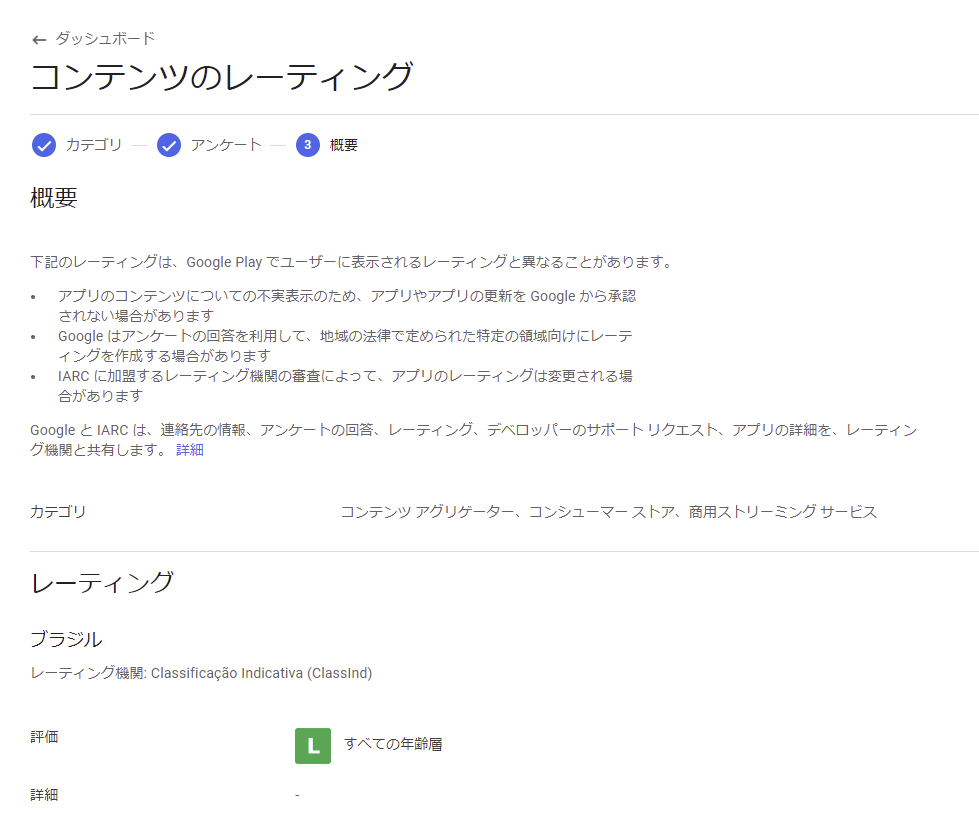 ← ダッシュボード
コンテンツのレーティング
カテゴリ — アンケート — 3 概要
概要
下記のレーティングは、Google Play でユーザーに表示されるレーティングと異なることがあります。
• アプリのコンテンツについての不実表示のため、アプリやアプリの更新を Google から承認
されない場合があります
• Google はアンケートの回答を利用して、地域の法律で定められた特定の領域向けにレーテ
ィングを作成する場合があります
• IARC に加盟するレーティング機関の審査によって、アプリのレーティングは変更される場
合があります
Google と IARC は、連絡先の情報、アンケートの回答、レーティング、デベロッパーのサポート リクエスト、アプリの詳細を、レーティン
グ機関と共有します。 詳細
カテゴリ コンテンツ アグリゲーター、コンシューマー ストア、商用ストリーミング サービス
レーティング
ブラジル
レーティング機関: Classificação Indicativa (ClassInd)
評価 L すべての年齢層
詳細 -